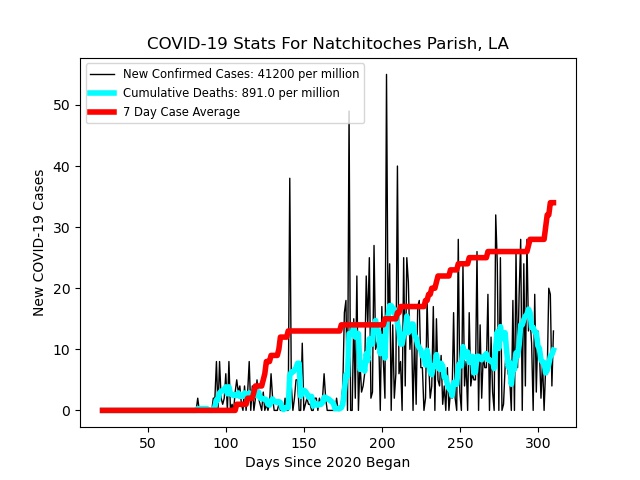 COVID-19 Stats For Natchitoches Parish, LA
New Confirmed Cases: 41200 per million
Cumulative Deaths: 891.0 per million
7 Day Case Average
New COVID-19 Cases
50
40
30
20
10
0
50 100 150 200 250 300
Days Since 2020 Began